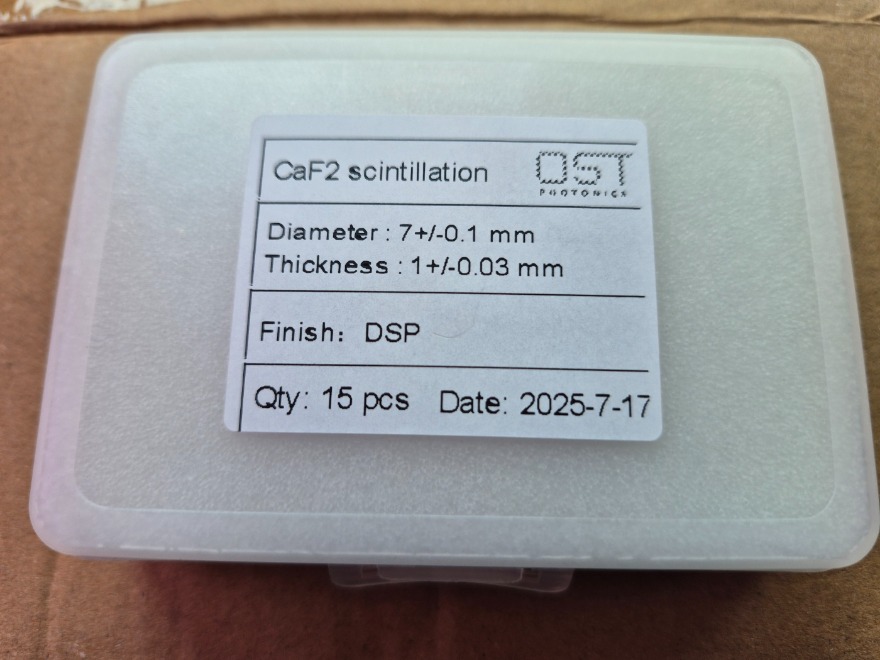 CaF2 scintillation
OST
PHOTONICS
Diameter : 7+/-0.1 mm
Thickness : 1+/-0.03 mm
Finish： DSP
Qty: 15 pcs Date: 2025-7-17